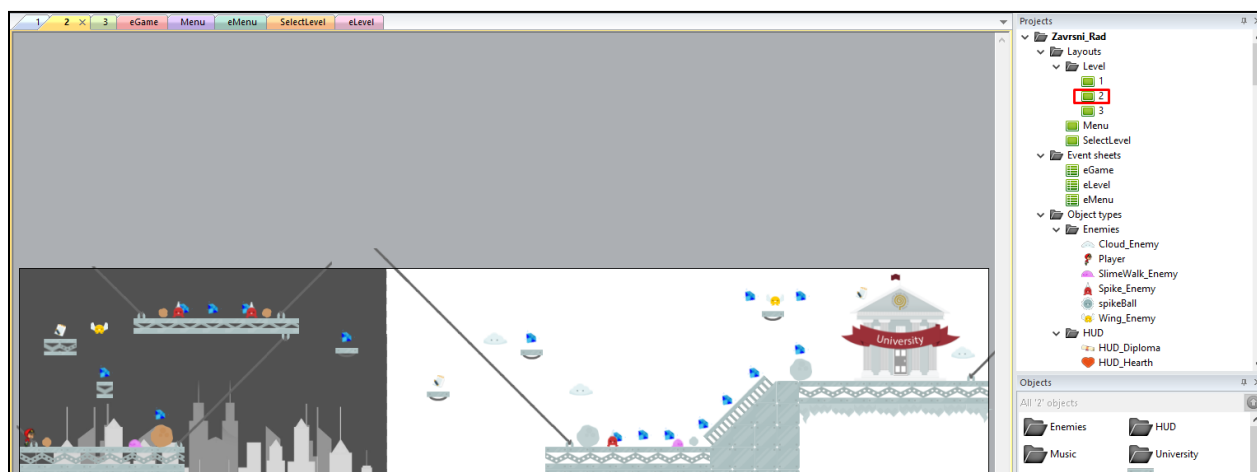 1 2 3 eGame Menu eMenu SelectLevel eLevel
University
Projects
Zavrsni_Rad
Layouts
Level
1
2
3
Menu
SelectLevel
Event sheets
eGame
eLevel
eMenu
Object types
Enemies
Cloud_Enemy
Player
SlimeWalk_Enemy
Spike_Enemy
spikeBall
Wing_Enemy
HUD
HUD_Diploma
HUD_Hearth
Objects
All '2' objects
Enemies HUD
Music University